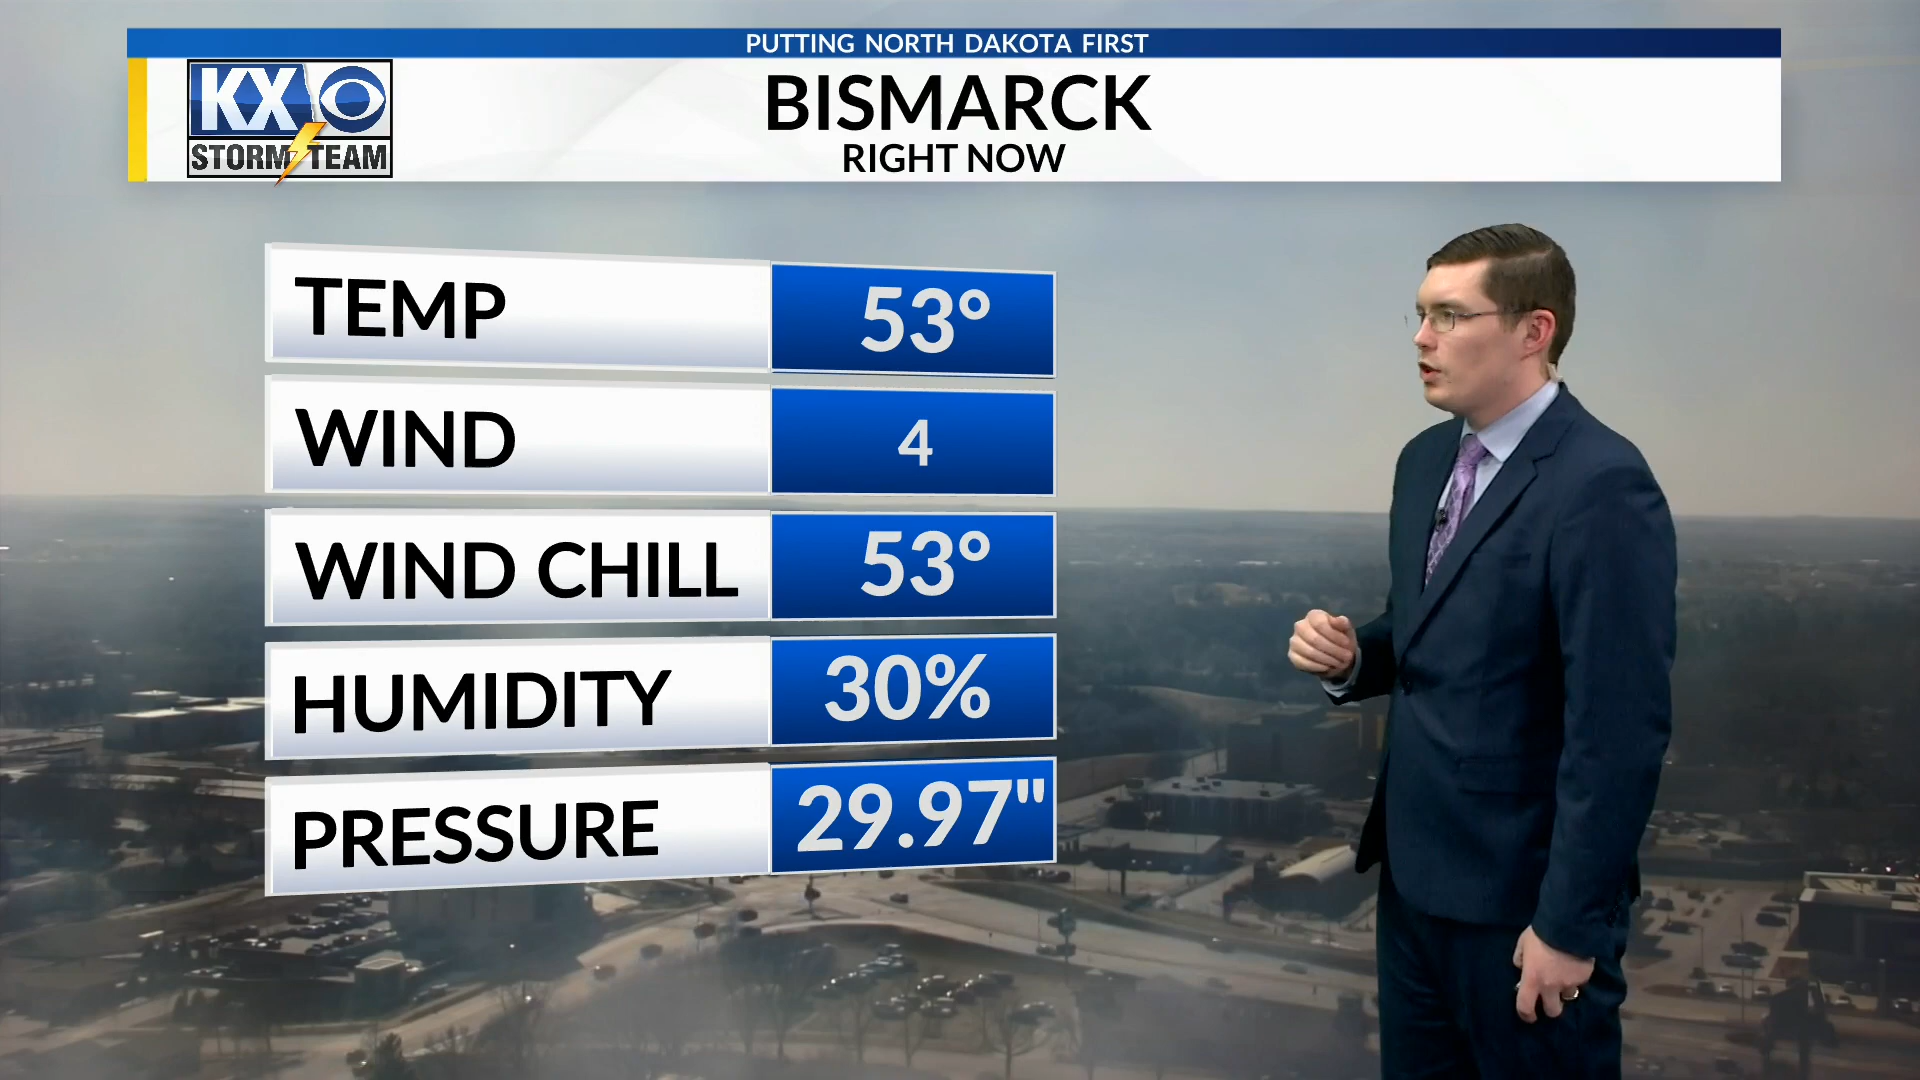 PUTTING NORTH DAKOTA FIRST
KX
STORM TEAM
BISMARCK
RIGHT NOW
TEMP 53°
WIND 4
WIND CHILL 53°
HUMIDITY 30%
PRESSURE 29.97"